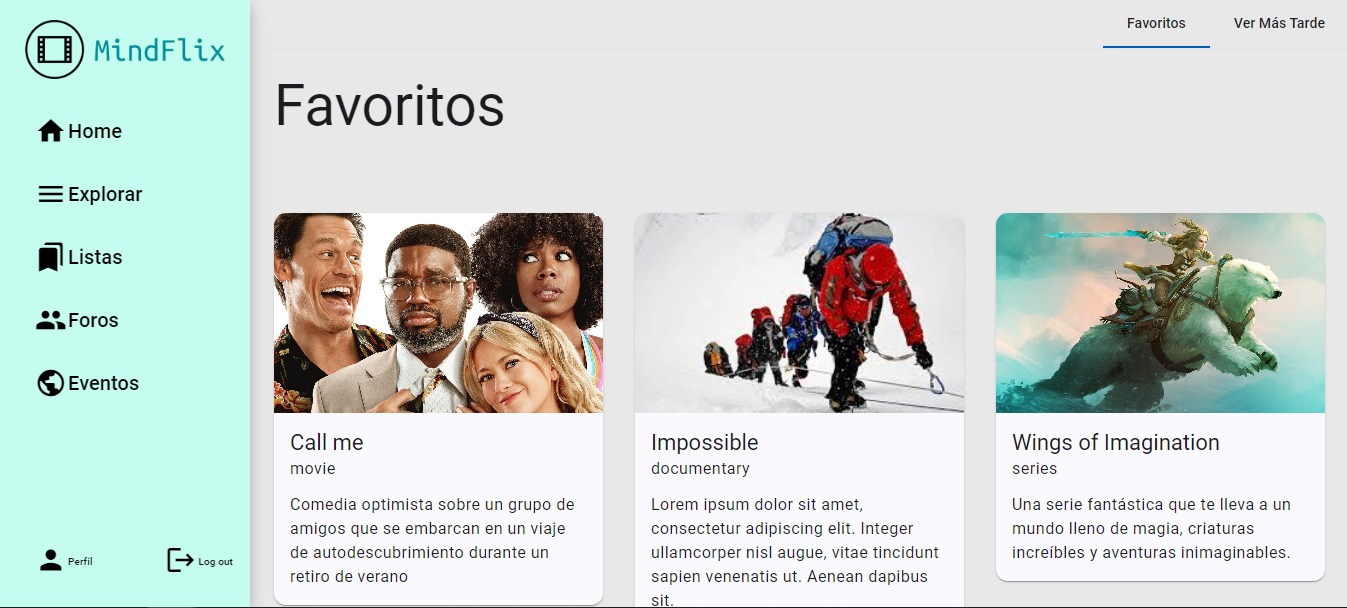 MindFlix
Home
Explorar
Listas
Foros
Eventos
Perfil
Log out
Favoritos
Ver Más Tarde
Favoritos
Call me
movie
Comedia optimista sobre un grupo de
amigos que se embarcan en un viaje
de autodescubrimiento durante un
retiro de verano
Impossible
documentary
Lorem ipsum dolor sit amet,
consectetur adipiscing elit. Integer
ullamcorper nisl augue, vitae tincidunt
sapien venenatis ut. Aenean dapibus
sit.
Wings of Imagination
series
Una serie fantástica que te lleva a un
mundo lleno de magia, criaturas
increíbles y aventuras inimaginables.